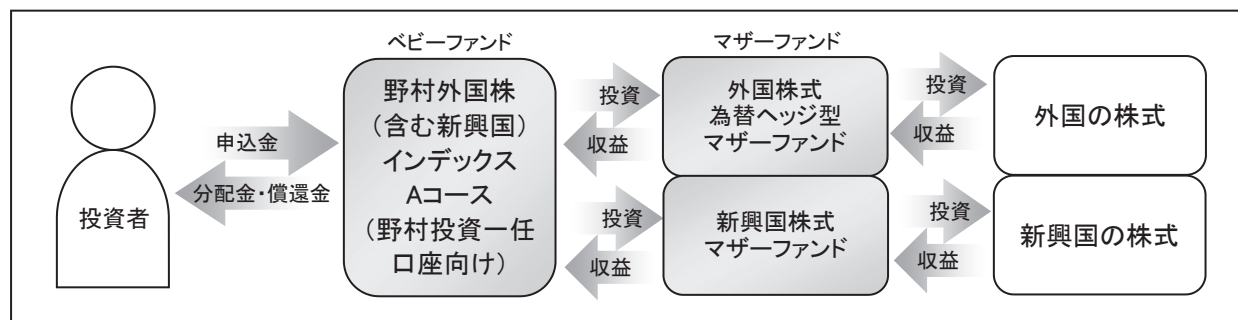 ベビーファンド
マザーファンド
投資者
申込金
分配金・償還金
野村外国株
（含む新興国）
インデックス
Aコース
（野村投資一任
口座向け）
投資
収益
外国株式
為替ヘッジ型
マザーファンド
投資
収益
外国の株式
投資
収益
新興国株式
マザーファンド
投資
収益
新興国の株式